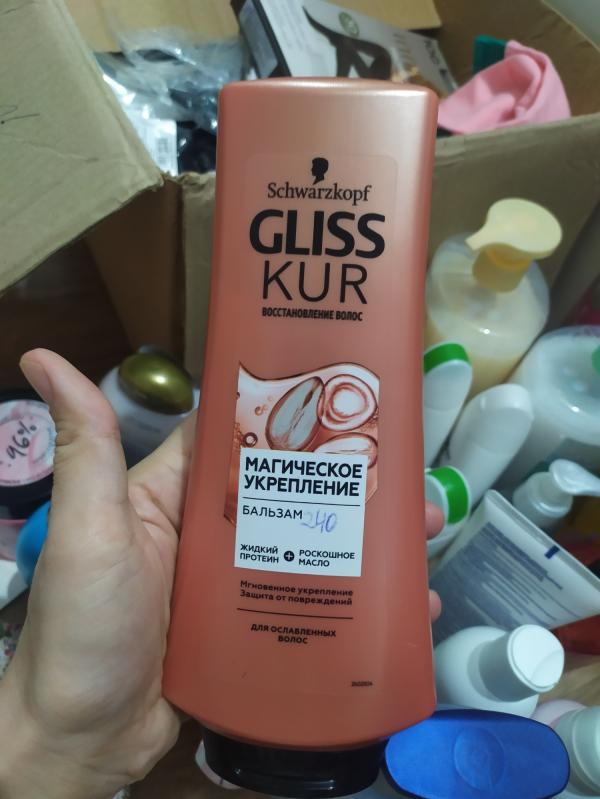 Schwarzkopf
GLISS
KUR
ВОССТАНОВЛЕНИЕ ВОЛОС
МАГИЧЕСКОЕ
УКРЕПЛЕНИЕ
БАЛЬЗАМ 240
ЖИДКИЙ ПРОТЕИН + РОСКОШНОЕ МАСЛО
Мгновенное укрепление
Защита от повреждений
ДЛЯ ОСЛАБЛЕННЫХ
ВОЛОС
96%